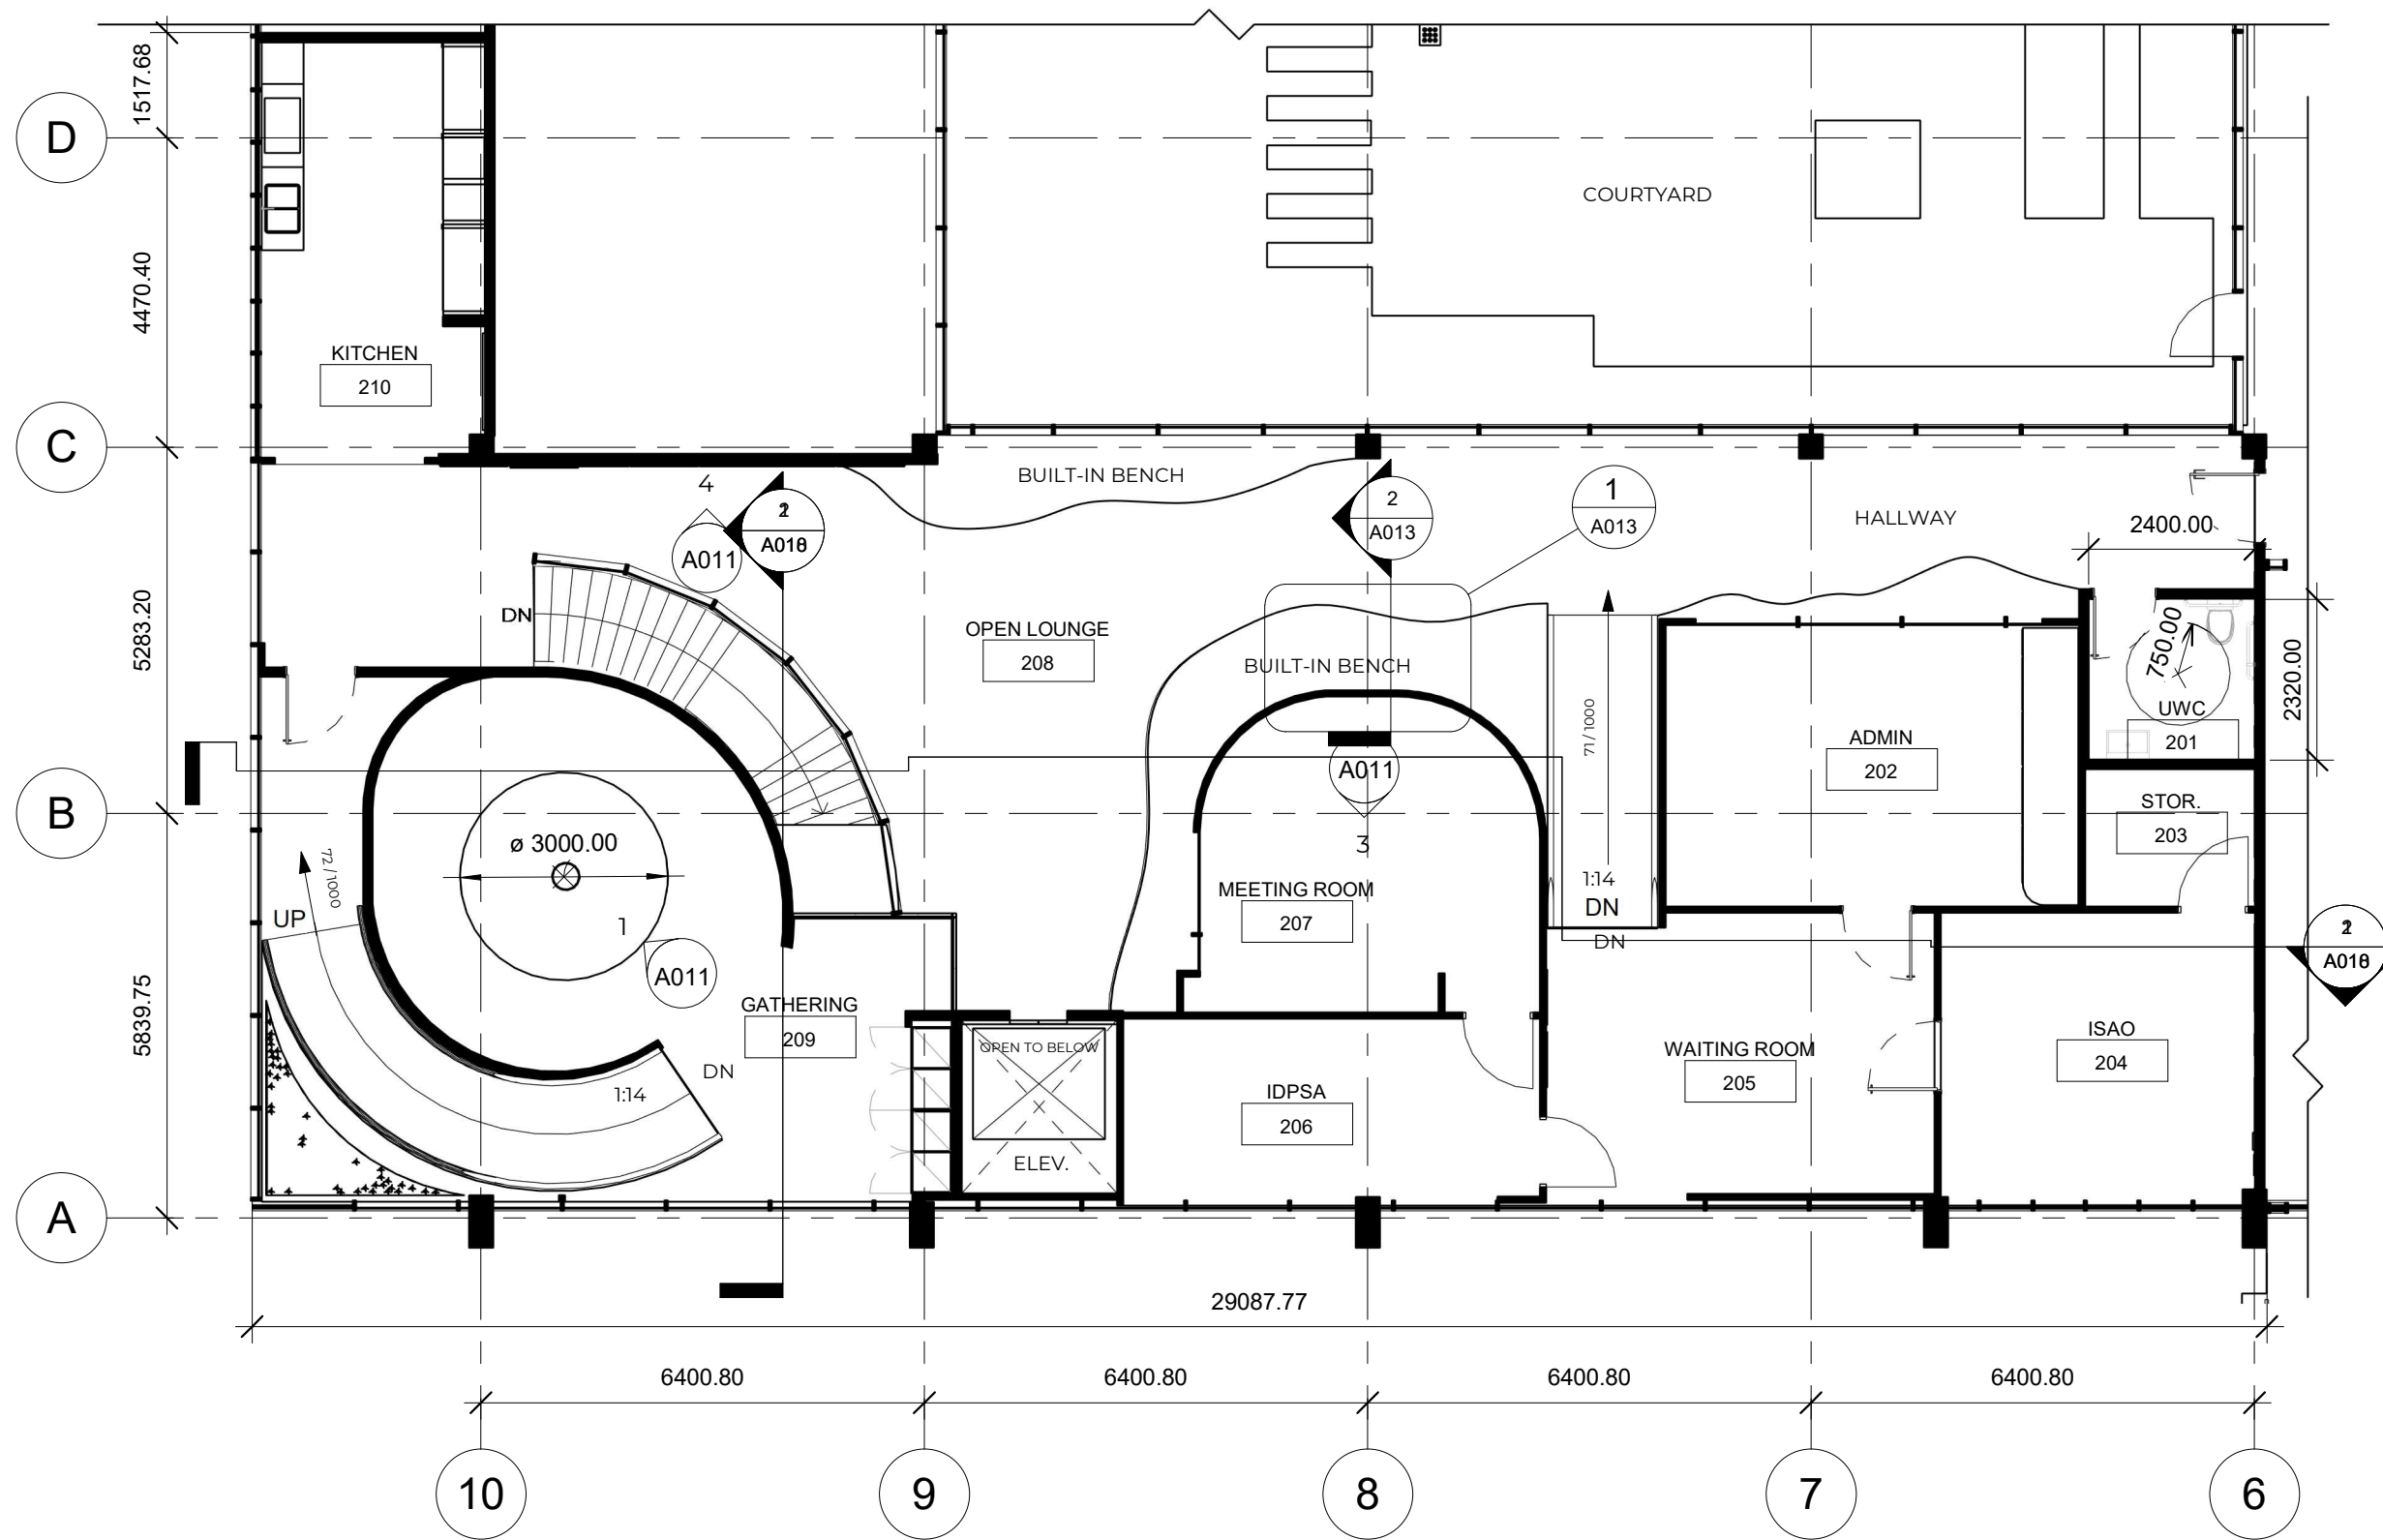 1517.68
D
COURTYARD
4470.40
KITCHEN
210
C
BUILT-IN BENCH
4
2
1
A013
A013
HALLWAY
2400.00
A011
DN
5283.20
OPEN LOUNGE
208
BUILT-IN BENCH
750.00
2320.00
UWC
201
71 / 1000
ADMIN
202
A011
STOR.
203
B
ø 3000.00
3
72 / 1000
MEETING ROOM
207
1:14
DN
UP
1
DN
A011
5839.75
GATHERING
209
OPEN TO BELOW
WAITING ROOM
205
ISAO
204
DN
1:14
IDPSA
206
ELEV.
A
29087.77
6400.80
6400.80
6400.80
6400.80
10
9
8
7
6